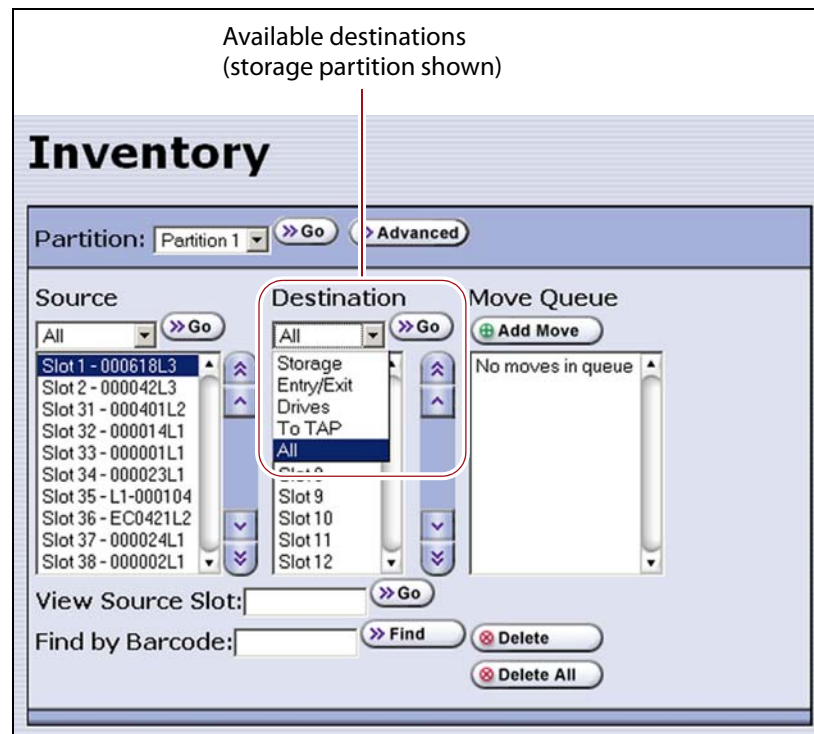 Available destinations
(storage partition shown)
Inventory
Partition: Partition 1 Go Advanced
Source Destination Move Queue
All Go All Go Add Move
Slot 1 - 000618L3 Storage No moves in queue
Slot 2 - 000042L3 Entry/Exit
Slot 31 - 000401L2 Drives
Slot 32 - 000014L1 To TAP
Slot 33 - 000001L1 All
Slot 34 - 000023L1
Slot 35 - L1-000104 Slot 9
Slot 36 - EC0421L2 Slot 10
Slot 37 - 000024L1 Slot 11
Slot 38 - 000002L1 Slot 12
View Source Slot: Go
Find by Barcode: Find Delete
Delete All